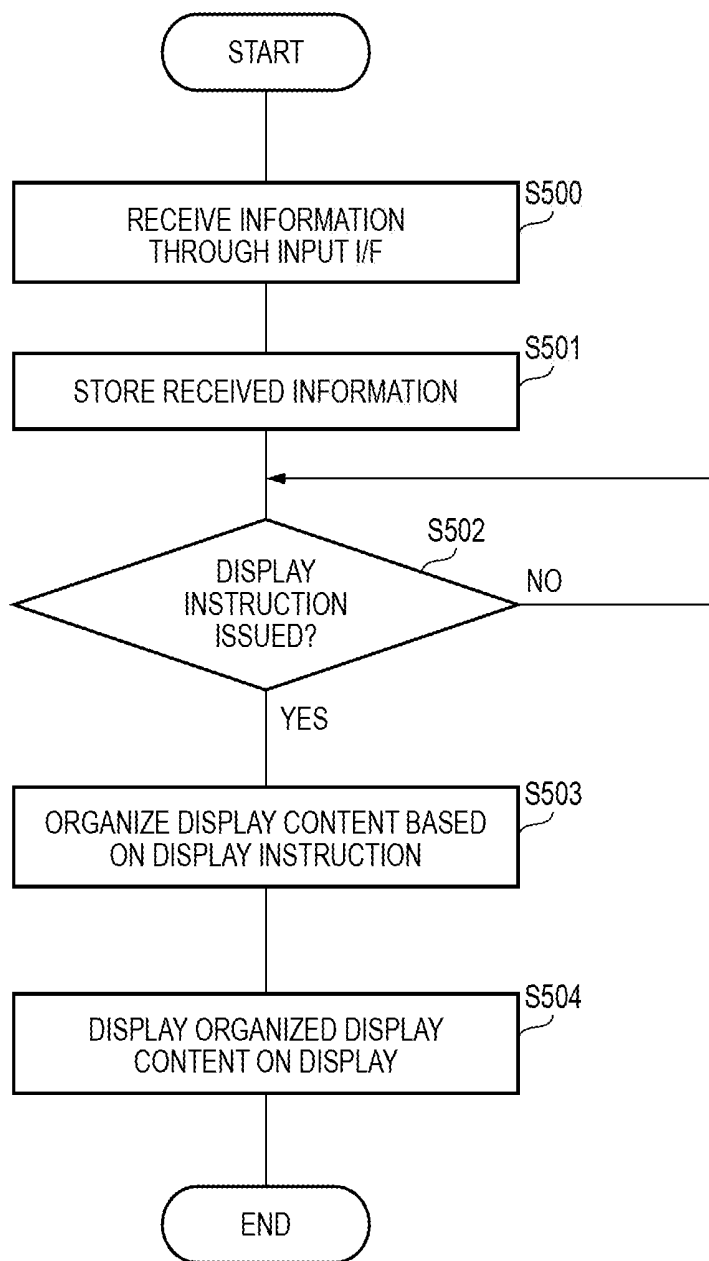 START
S500
RECEIVE INFORMATION
THROUGH INPUT I/F
S501
STORE RECEIVED INFORMATION
S502
DISPLAY
INSTRUCTION
ISSUED?
NO
YES
S503
ORGANIZE DISPLAY CONTENT BASED
ON DISPLAY INSTRUCTION
S504
DISPLAY ORGANIZED DISPLAY
CONTENT ON DISPLAY
END